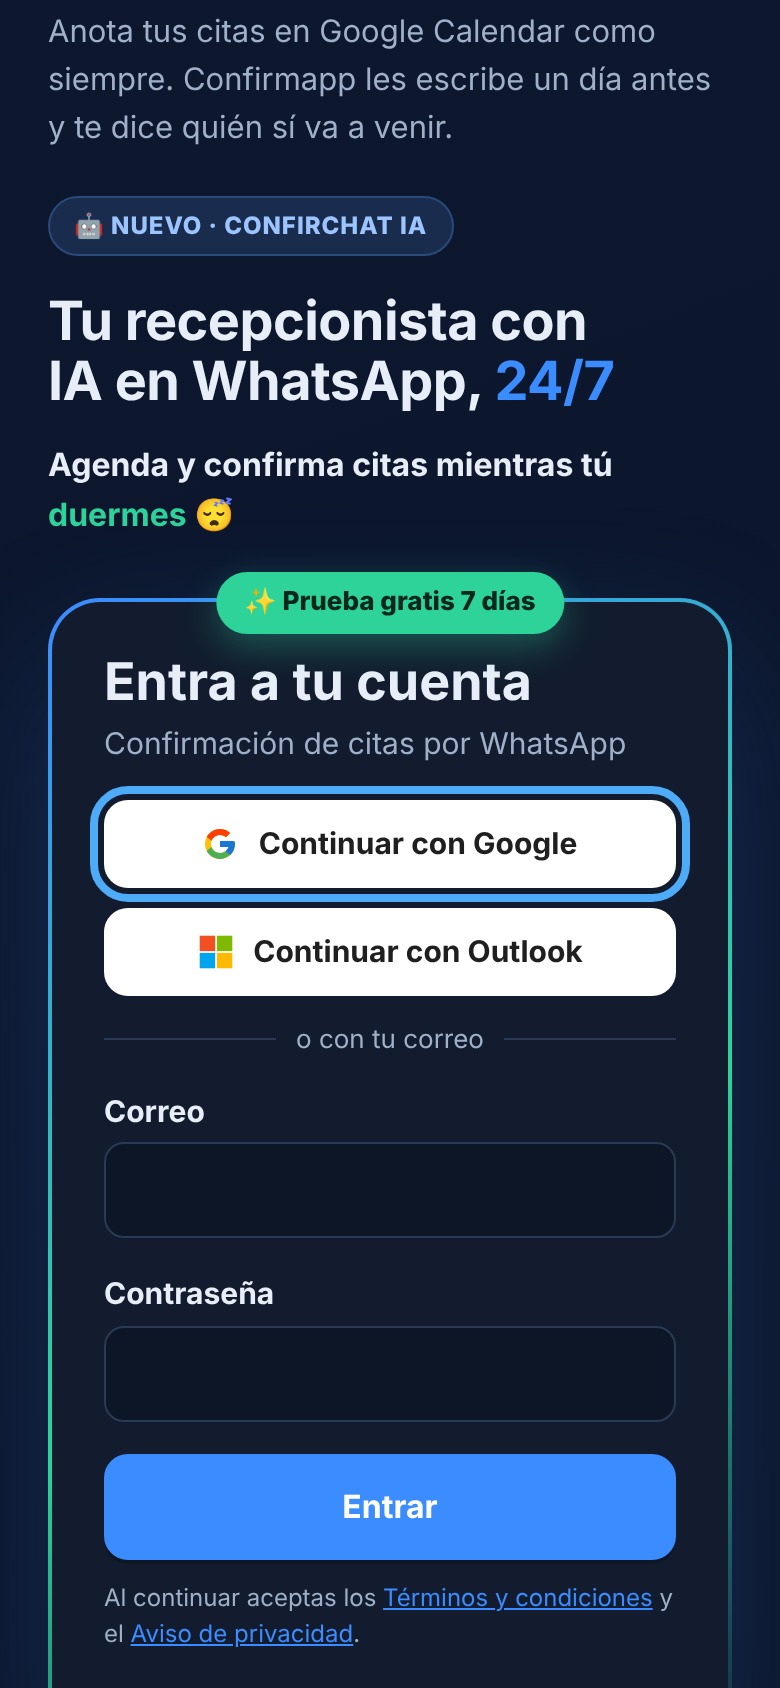 Anota tus citas en Google Calendar como
siempre. Confirmapp les escribe un día antes
y te dice quién sí va a venir.
🤖 NUEVO · CONFIRCHAT IA
Tu recepcionista con
IA en WhatsApp, 24/7
Agenda y confirma citas mientras tú
duermes 😴
✨ Prueba gratis 7 días
Entra a tu cuenta
Confirmación de citas por WhatsApp
Continuar con Google
Continuar con Outlook
o con tu correo
Correo
Contraseña
Entrar
Al continuar aceptas los Términos y condiciones y
el Aviso de privacidad.